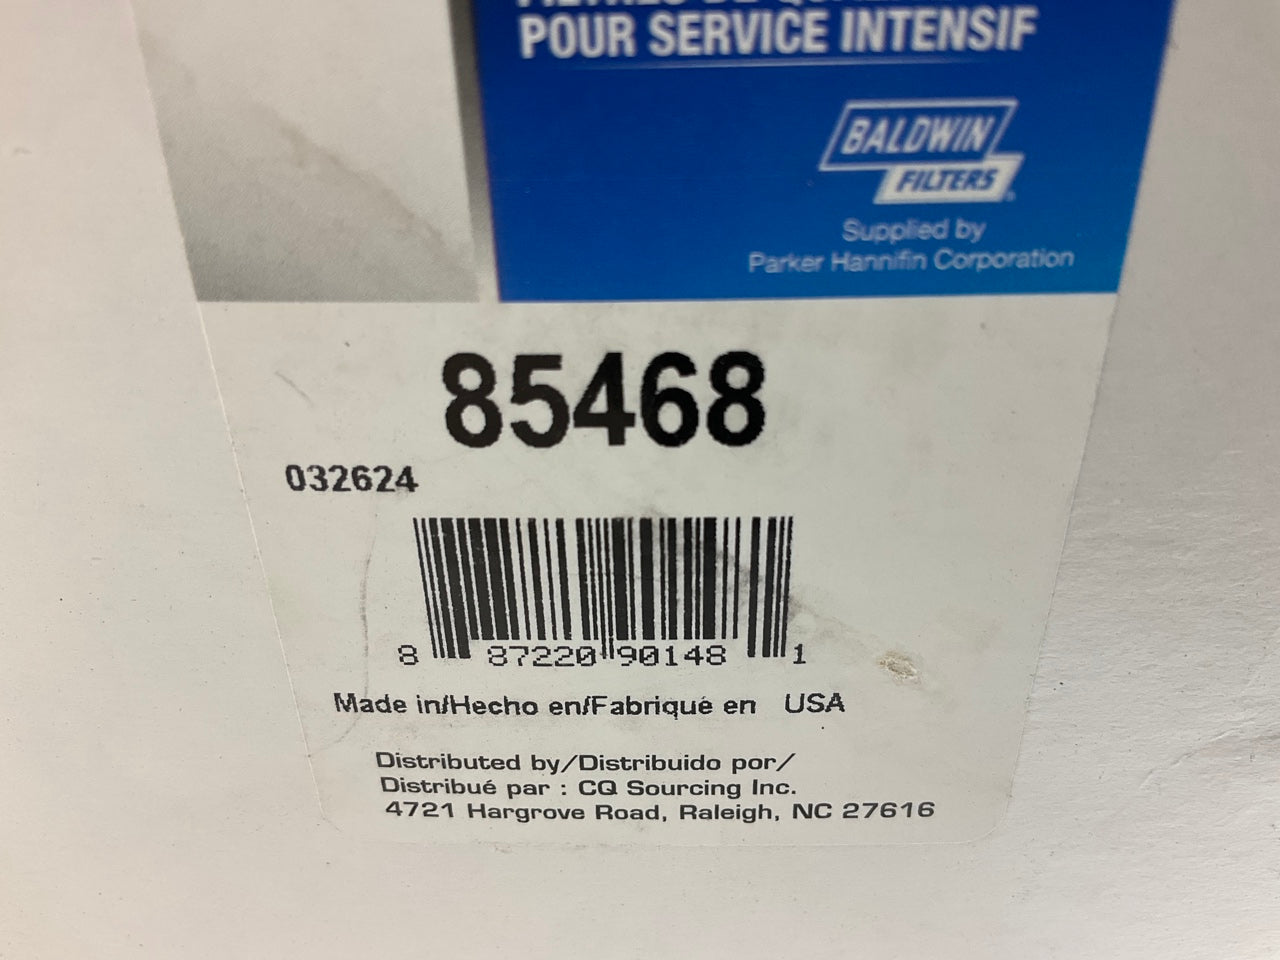 POUR SERVICE INTENSIF
BALDWIN
FILTERS
Supplied by
Parker Hannifin Corporation
85468
032624
8 87220 90148 1
Made in/Hecho en/Fabriqué en USA
Distributed by/Distribuido por/
Distribué par : CQ Sourcing Inc.
4721 Hargrove Road, Raleigh, NC 27616